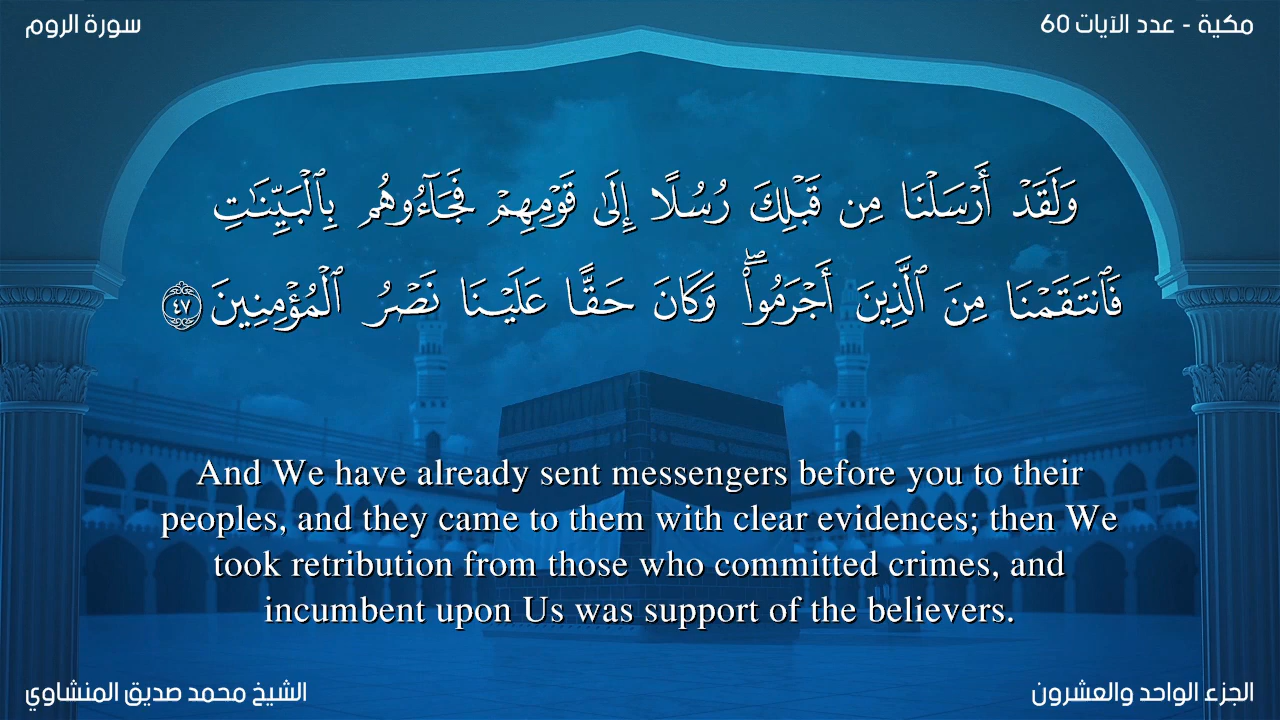 سورة الروم
مكية - عدد الآيات 60
وَلَقَدْ أَرْسَلْنَا مِن قَبْلِكَ رُسُلًا إِلَىٰ قَوْمِهِمْ فَجَآءُوهُم بِٱلْبَيِّنَـٰتِ
فَٱنتَقَمْنَا مِنَ ٱلَّذِينَ أَجْرَمُوا۟ ۖ وَكَانَ حَقًّا عَلَيْنَا نَصْرُ ٱلْمُؤْمِنِينَ ٤٧
And We have already sent messengers before you to their
peoples, and they came to them with clear evidences; then We
took retribution from those who committed crimes, and
incumbent upon Us was support of the believers.
الشيخ محمد صديق المنشاوي
الجزء الواحد والعشرون